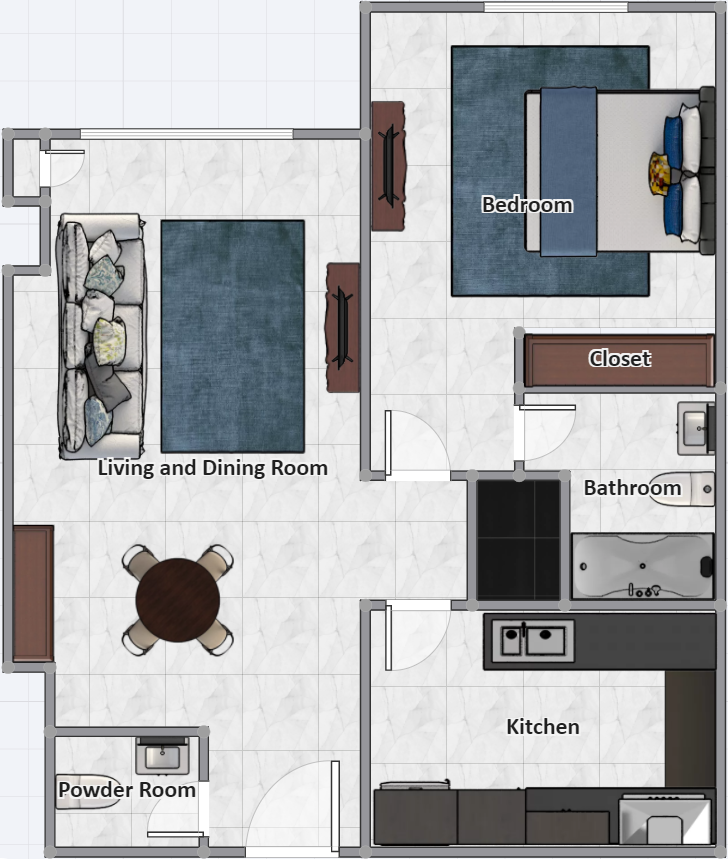 Bedroom
Closet
Living and Dining Room
Bathroom
Kitchen
Powder Room